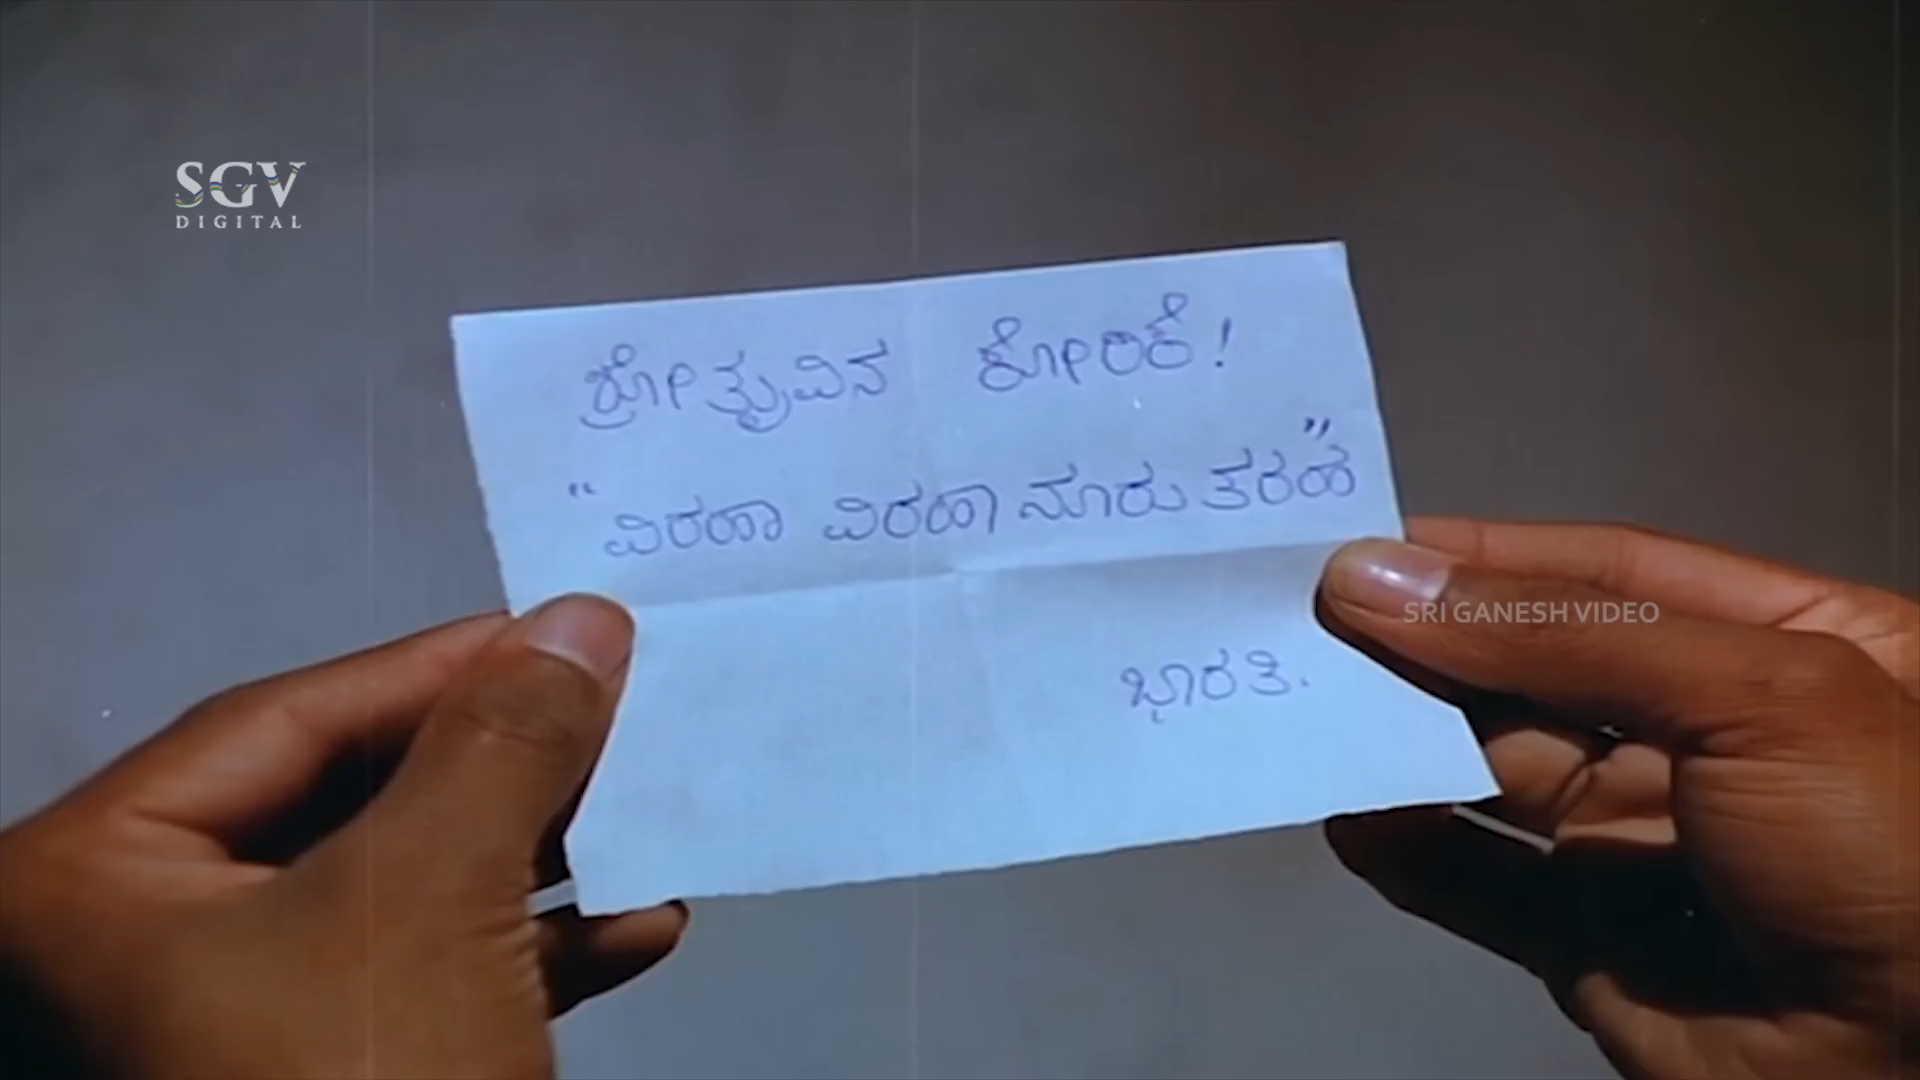 SGV
DIGITAL
ಶ್ರೋತೃವಿನ ಕೋರಿಕೆ!
“ವಿರಹಾ ವಿರಹಾ ನೂರು ತರಹ”
SRI GANESH VIDEO
ಭಾರತಿ.